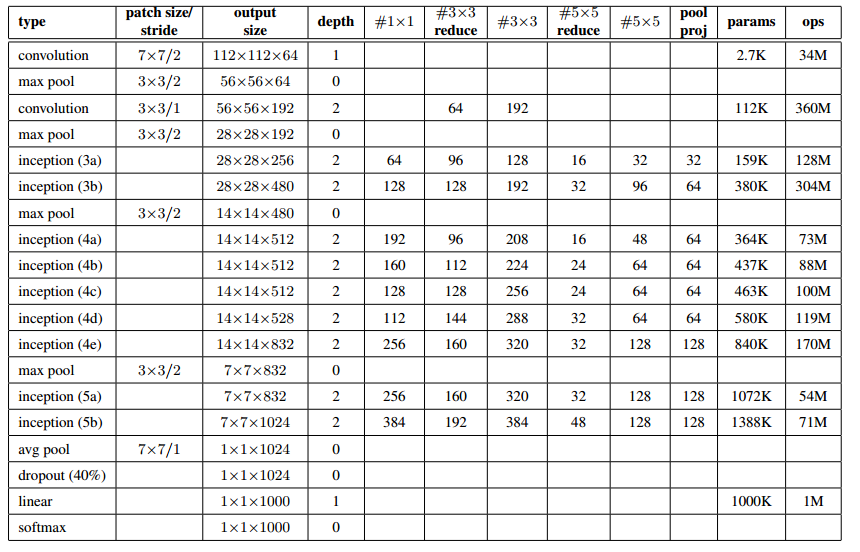 type patch size/ stride output size depth #1×1 #3×3 reduce #3×3 #5×5 reduce #5×5 pool proj params ops
convolution 7×7/2 112×112×64 1 2.7K 34M
max pool 3×3/2 56×56×64 0
convolution 3×3/1 56×56×192 2 64 192 112K 360M
max pool 3×3/2 28×28×192 0
inception (3a) 28×28×256 2 64 96 128 16 32 32 159K 128M
inception (3b) 28×28×480 2 128 128 192 32 96 64 380K 304M
max pool 3×3/2 14×14×480 0
inception (4a) 14×14×512 2 192 96 208 16 48 64 364K 73M
inception (4b) 14×14×512 2 160 112 224 24 64 64 437K 88M
inception (4c) 14×14×512 2 128 128 256 24 64 64 463K 100M
inception (4d) 14×14×528 2 112 144 288 32 64 64 580K 119M
inception (4e) 14×14×832 2 256 160 320 32 128 128 840K 170M
max pool 3×3/2 7×7×832 0
inception (5a) 7×7×832 2 256 160 320 32 128 128 1072K 54M
inception (5b) 7×7×1024 2 384 192 384 48 128 128 1388K 71M
avg pool 7×7/1 1×1×1024 0
dropout (40%) 1×1×1024 0
linear 1×1×1000 1 1000K 1M
softmax 1×1×1000 0